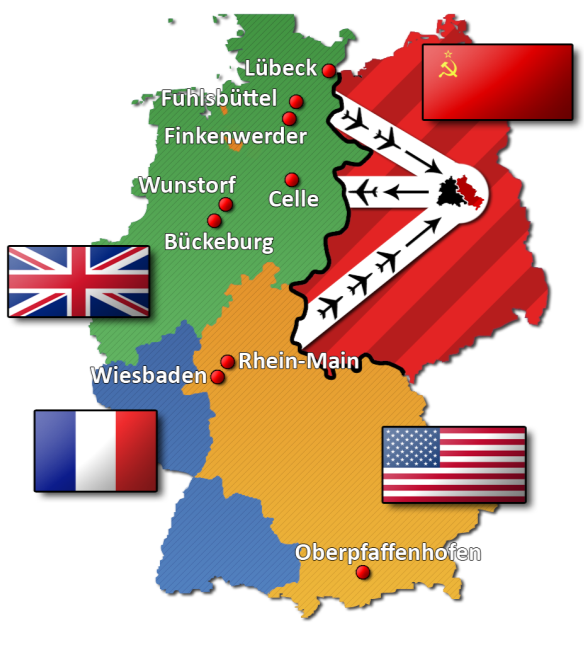 Lübeck
Fuhlsbüttel
Finkenwerder
Wunstorf
Celle
Bückeburg
Rhein-Main
Wiesbaden
Oberpfaffenhofen